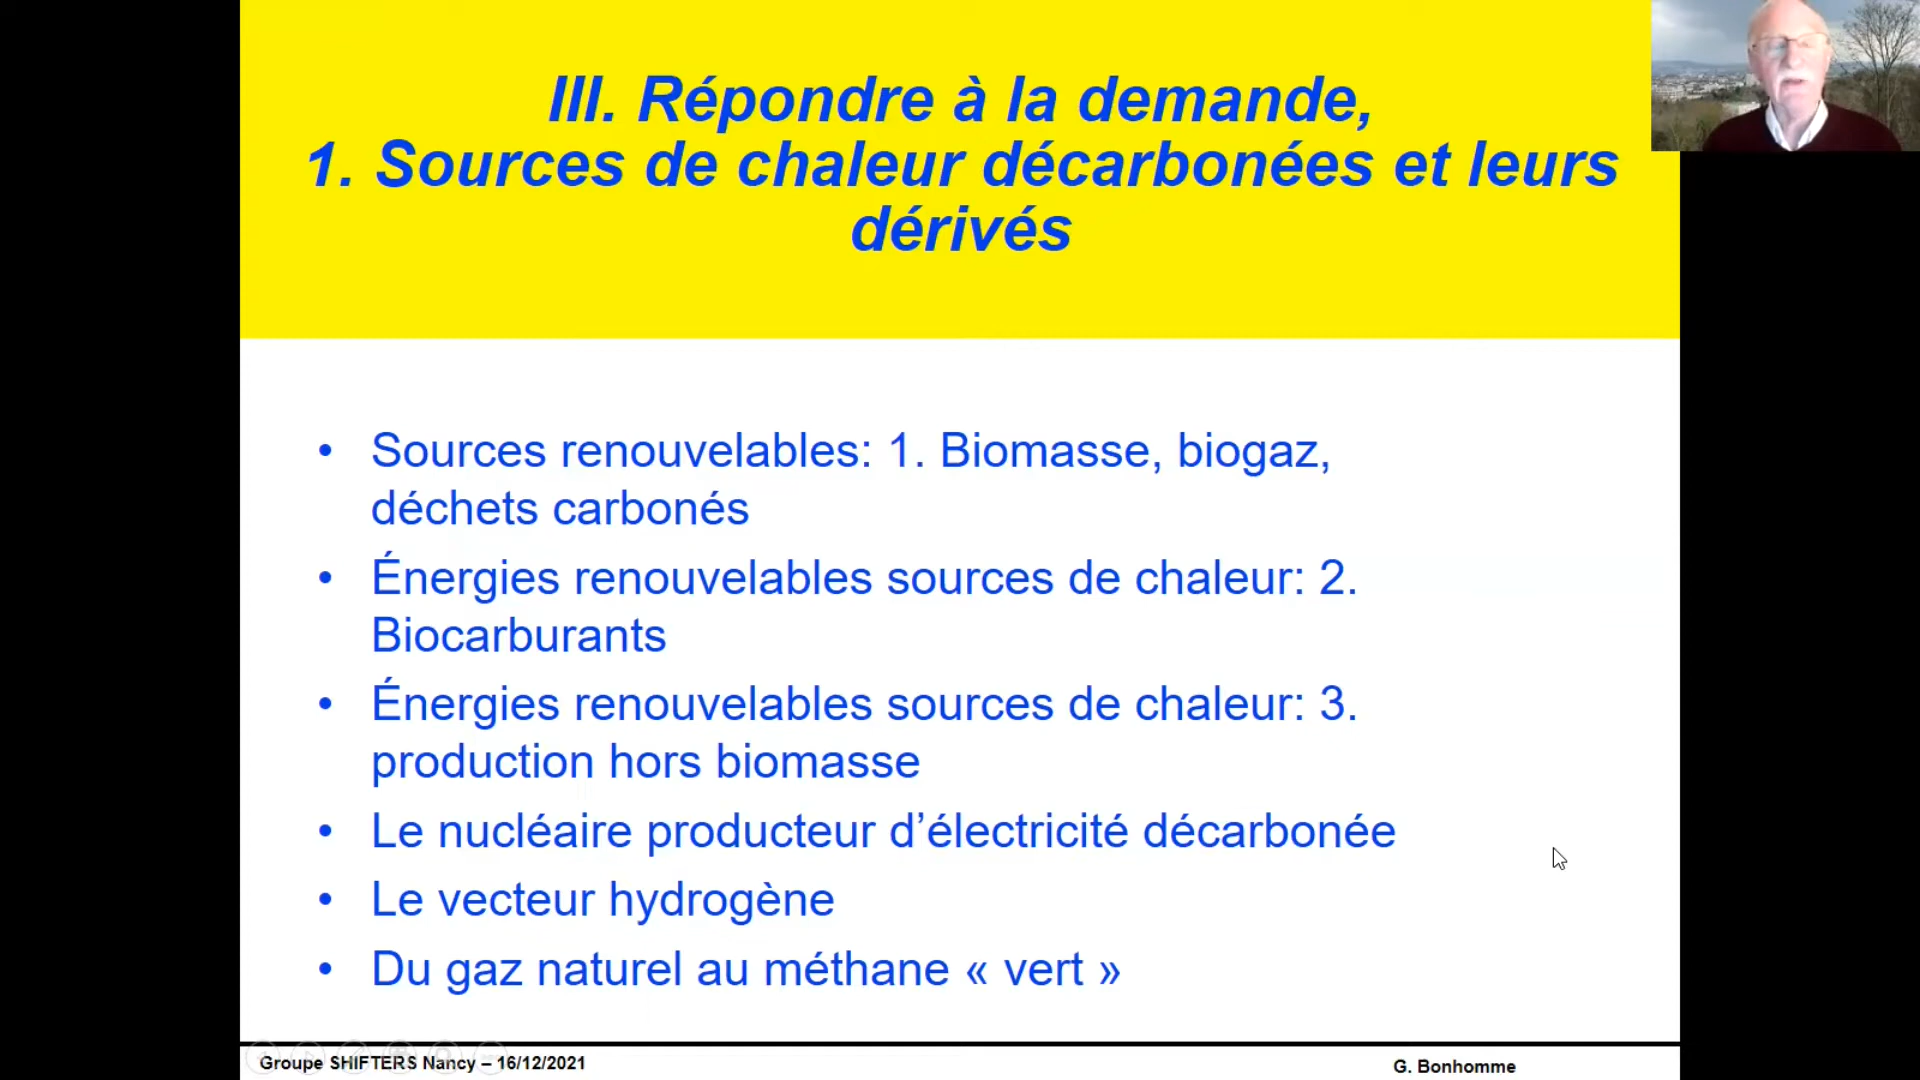 III. Répondre à la demande,
1. Sources de chaleur décarbonées et leurs
dérivés
• Sources renouvelables: 1. Biomasse, biogaz,
déchets carbonés
• Énergies renouvelables sources de chaleur: 2.
Biocarburants
• Énergies renouvelables sources de chaleur: 3.
production hors biomasse
• Le nucléaire producteur d’électricité décarbonée
• Le vecteur hydrogène
• Du gaz naturel au méthane « vert »
Groupe SHIFTERS Nancy – 16/12/2021
G. Bonhomme